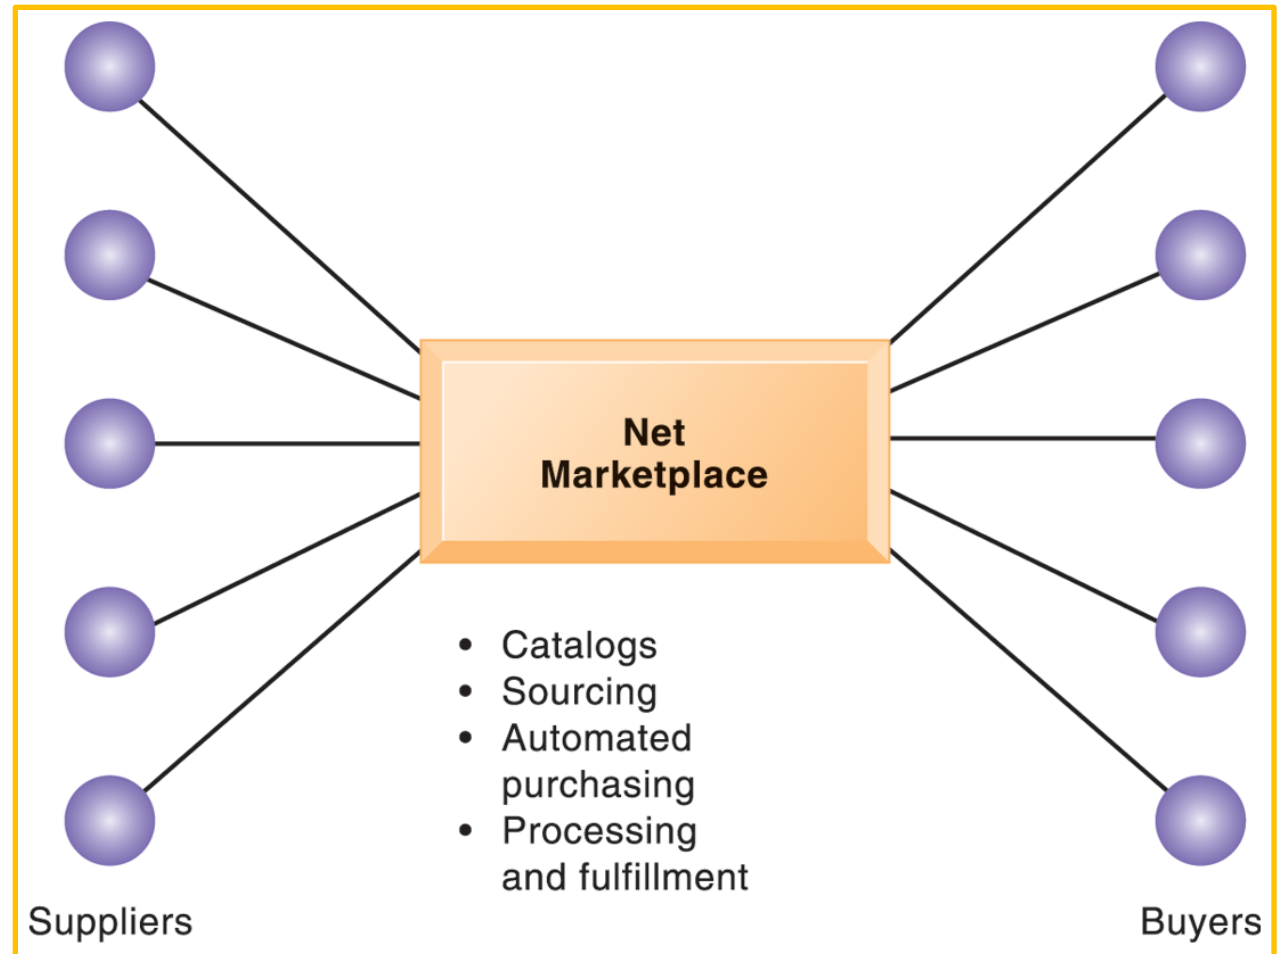 Net
Marketplace
• Catalogs
• Sourcing
• Automated
purchasing
• Processing
and fulfillment
Suppliers
Buyers